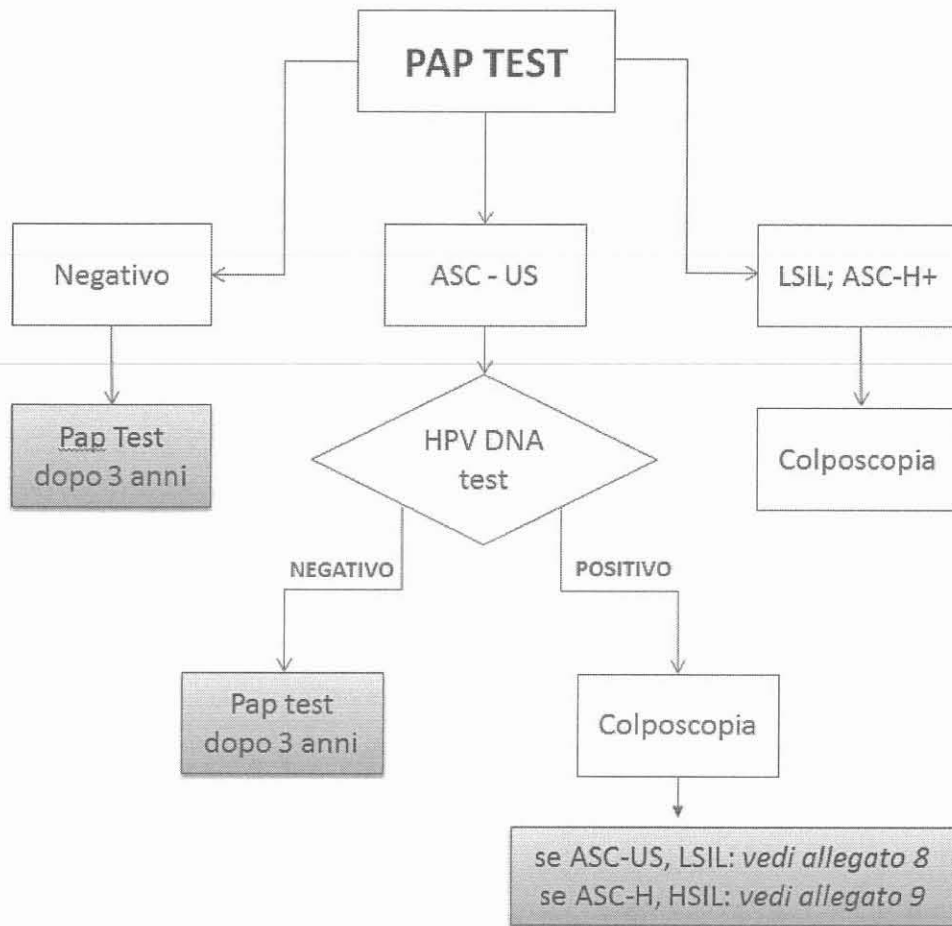 PAP TEST
Negativo
ASC - US
LSIL; ASC-H+
Pap Test
dopo 3 anni
HPV DNA
test
Colposcopia
NEGATIVO
POSITIVO
Pap test
dopo 3 anni
Colposcopia
se ASC-US, LSIL: vedi allegato 8
se ASC-H, HSIL: vedi allegato 9